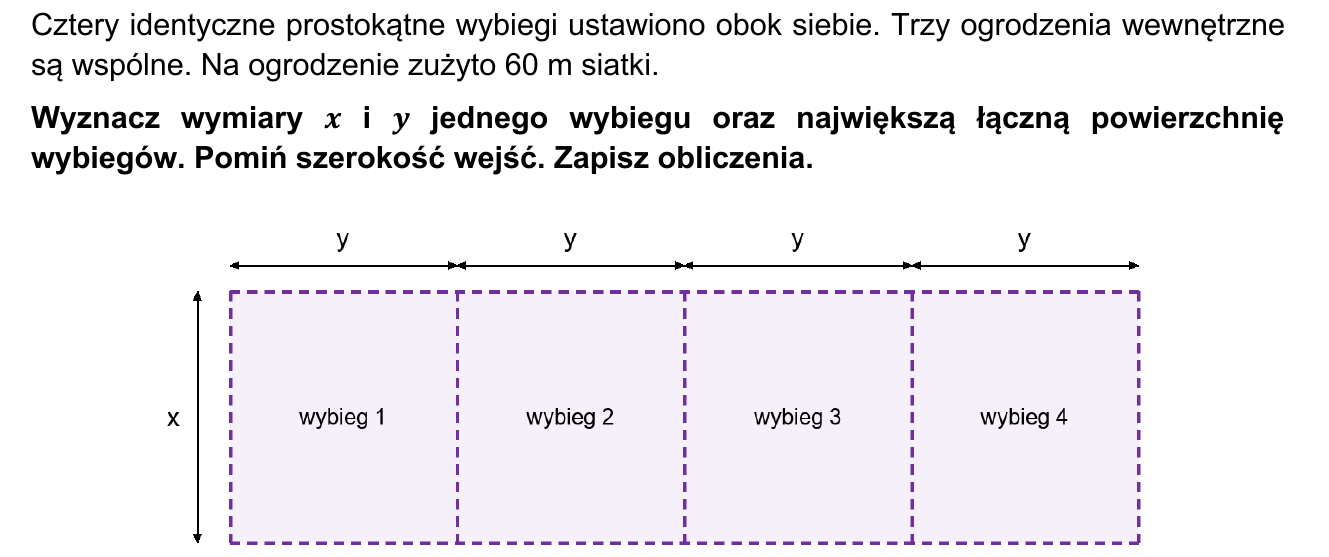 Cztery identyczne prostokątne wybiegi ustawiono obok siebie. Trzy ogrodzenia wewnętrzne
są wspólne. Na ogrodzenie zużyto 60 m siatki.
Wyznacz wymiary x i y jednego wybiegu oraz największą łączną powierzchnię
wybiegów. Pomiń szerokość wejść. Zapisz obliczenia.
y y y y
x wybieg 1 wybieg 2 wybieg 3 wybieg 4